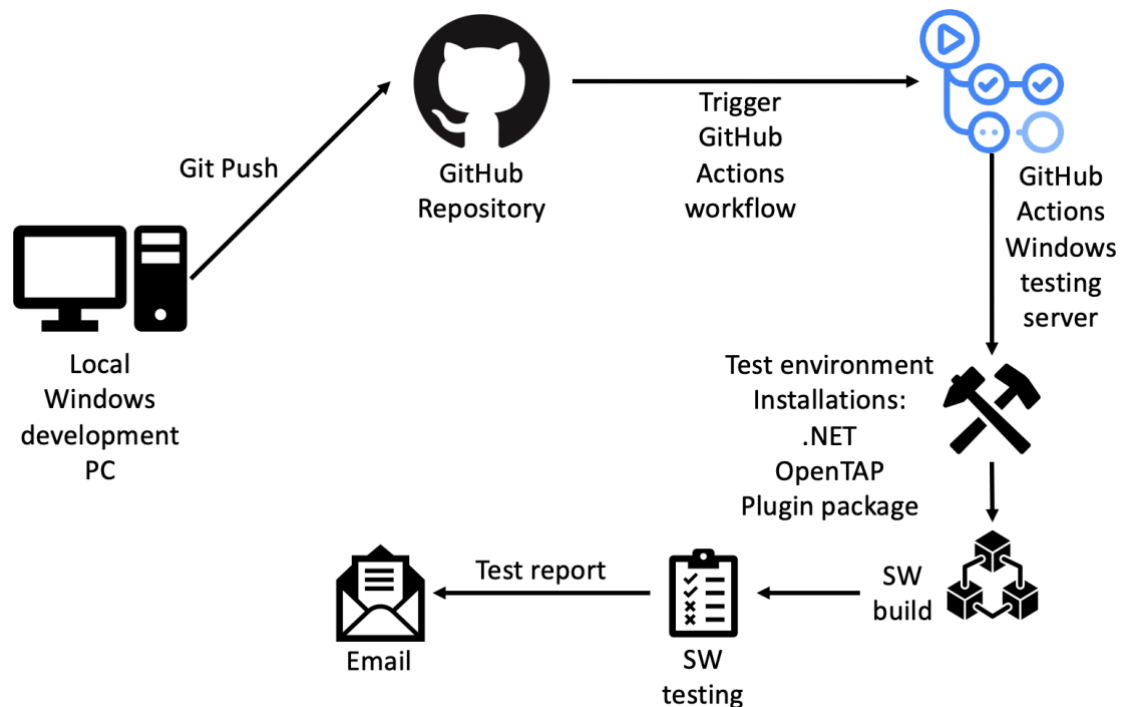 Git Push
GitHub
Repository
Trigger
GitHub
Actions
workflow
GitHub
Actions
Windows
testing
server
Local
Windows
development
PC
Test environment
Installations:
.NET
OpenTAP
Plugin package
SW
build
Test report
SW
testing
Email